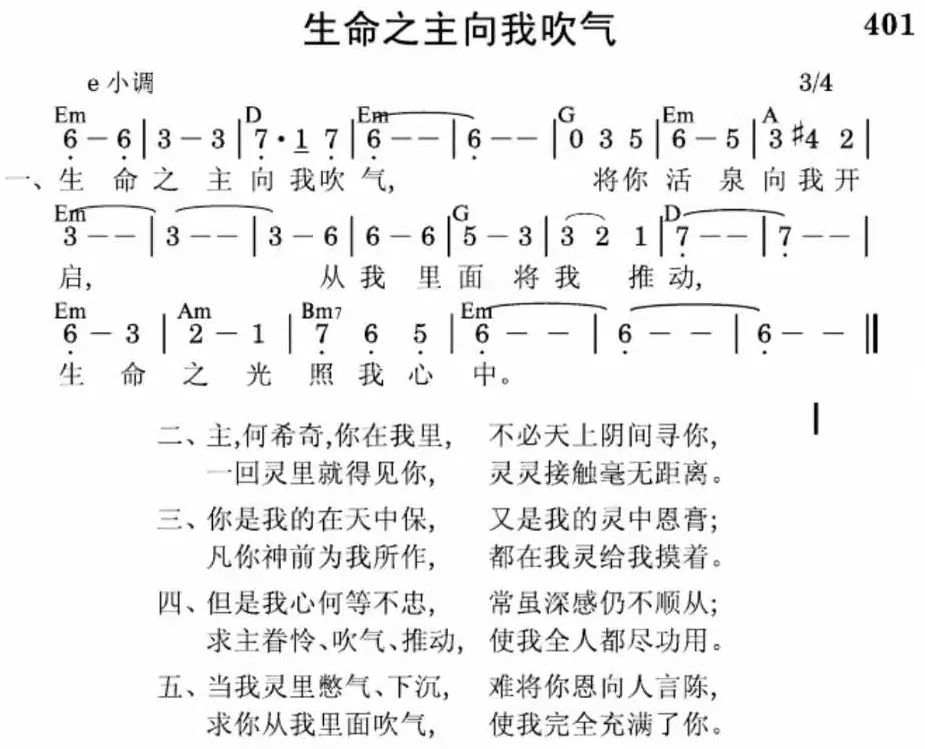 生命之主向我吹气
401
e小调 3/4
Em D Em G Em A
6 – 6 | 3 – 3 | 7 · 1 7 | 6 – – | 6 – – | 0 3 5 | 6 – 5 | 3 #4 2 |
一、生 命 之 主 向 我 吹 气, 将 你 活 泉 向 我 开
Em G D
3 – – | 3 – – | 3 – 6 | 6 – 6 | 5 – 3 | 3 2 1 | 7 – – | 7 – – |
启, 从 我 里 面 将 我 推 动,
Em Am Bm7 Em
6 – 3 | 2 – 1 | 7 6 5 | 6 – – | 6 – – | 6 – – ‖
生 命 之 光 照 我 心 中。
二、主,何希奇,你在我里, 不必天上阴间寻你,
一回灵里就得见你, 灵灵接触毫无距离。
三、你是我的在天中保, 又是我的灵中恩膏;
凡你神前为我所作, 都在我灵给我摸着。
四、但是我心何等不忠, 常虽深感仍不顺从;
求主眷怜、吹气、推动, 使我全人都尽功用。
五、当我灵里憋气、下沉, 难将你恩向人言陈,
求你从我里面吹气, 使我完全充满了你。